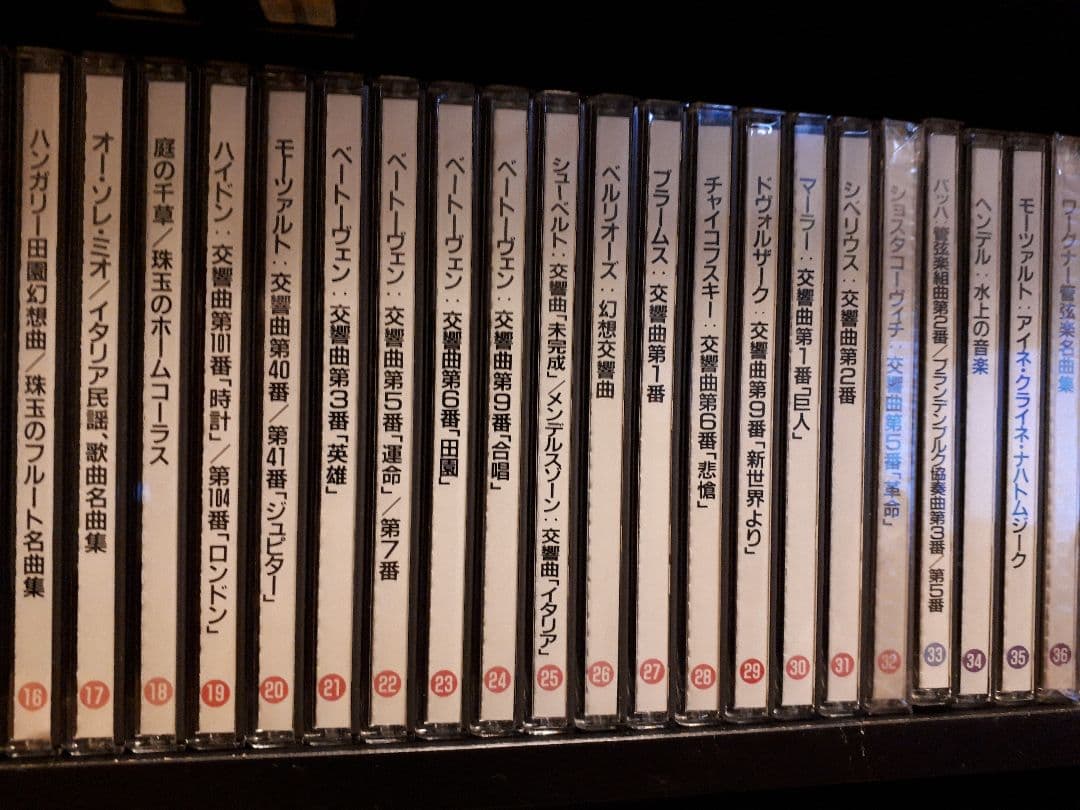 ハンガリー田園幻想曲/珠玉のフルート名曲集 16
オー・ソレ・ミオ/イタリア民謡、歌曲名曲集 17
庭の千草/珠玉のホームコーラス 18
ハイドン:交響曲第101番「時計」/第104番「ロンドン」 19
モーツァルト:交響曲第40番/第41番「ジュピター」 20
ベートーヴェン:交響曲第3番「英雄」 21
ベートーヴェン:交響曲第5番「運命」/第7番 22
ベートーヴェン:交響曲第6番「田園」 23
ベートーヴェン:交響曲第9番「合唱」 24
シューベルト:交響曲「未完成」/メンデルスゾーン:交響曲「イタリア」 25
ベルリオーズ:幻想交響曲 26
ブラームス:交響曲第1番 27
チャイコフスキー:交響曲第6番「悲愴」 28
ドヴォルザーク:交響曲第9番「新世界より」 29
マーラー:交響曲第1番「巨人」 30
シベリウス:交響曲第2番 31
ショスタコーヴィチ:交響曲第5番「革命」 32
バッハ:管弦楽組曲第2番/ブランデンブルク協奏曲第3番/第5番 33
ヘンデル:水上の音楽 34
モーツァルト:アイネ・クライネ・ナハトムジーク 35
ワーグナー管弦楽名曲集 36